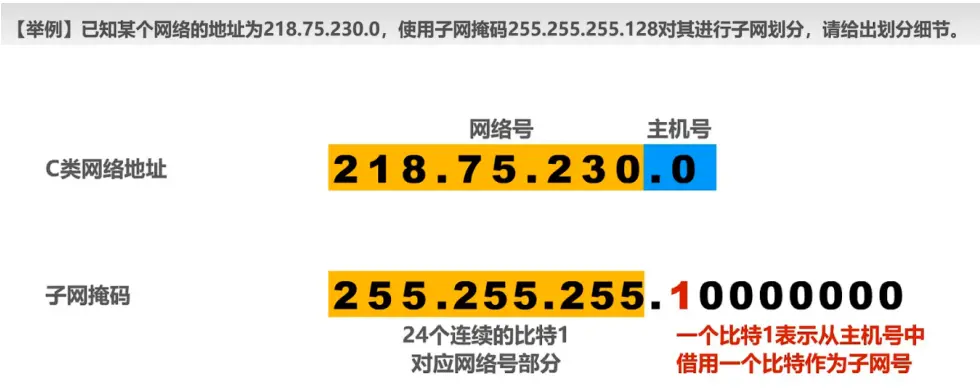 【举例】已知某个网络的地址为218.75.230.0，使用子网掩码255.255.255.128对其进行子网划分，请给出划分细节。
网络号 主机号
C类网络地址 218.75.230.0
子网掩码 255.255.255.10000000
24个连续的比特1 一个比特1表示从主机号中
对应网络号部分 借用一个比特作为子网号